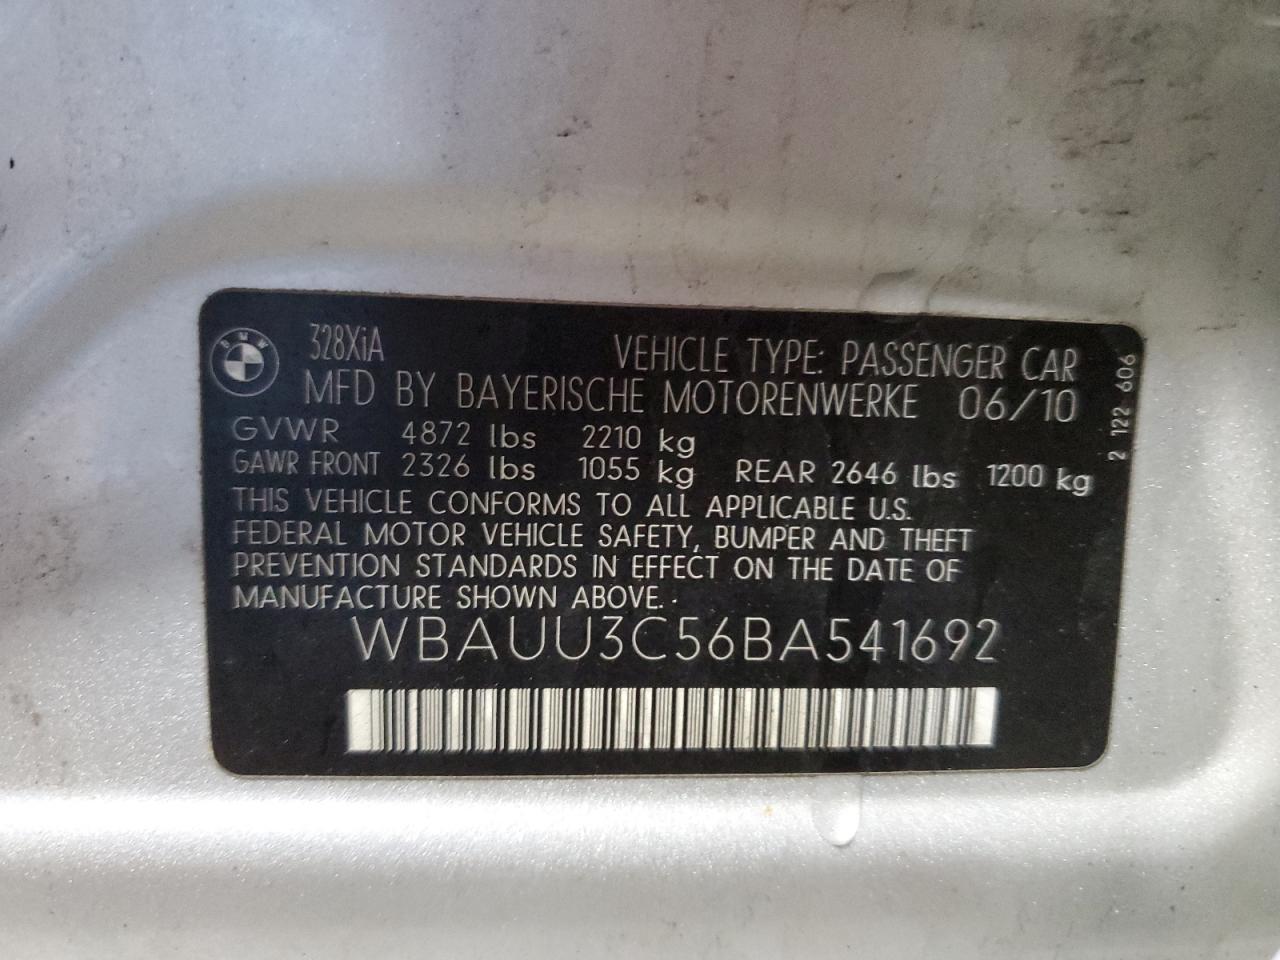 BMW
328XiA
VEHICLE TYPE: PASSENGER CAR
MFD BY BAYERISCHE MOTORENWERKE 06/10
GVWR 4872 lbs 2210 kg
GAWR FRONT 2326 lbs 1055 kg REAR 2646 lbs 1200 kg
THIS VEHICLE CONFORMS TO ALL APPLICABLE U.S.
FEDERAL MOTOR VEHICLE SAFETY, BUMPER AND THEFT
PREVENTION STANDARDS IN EFFECT ON THE DATE OF
MANUFACTURE SHOWN ABOVE.
WBAUU3C56BA541692
2 122 606